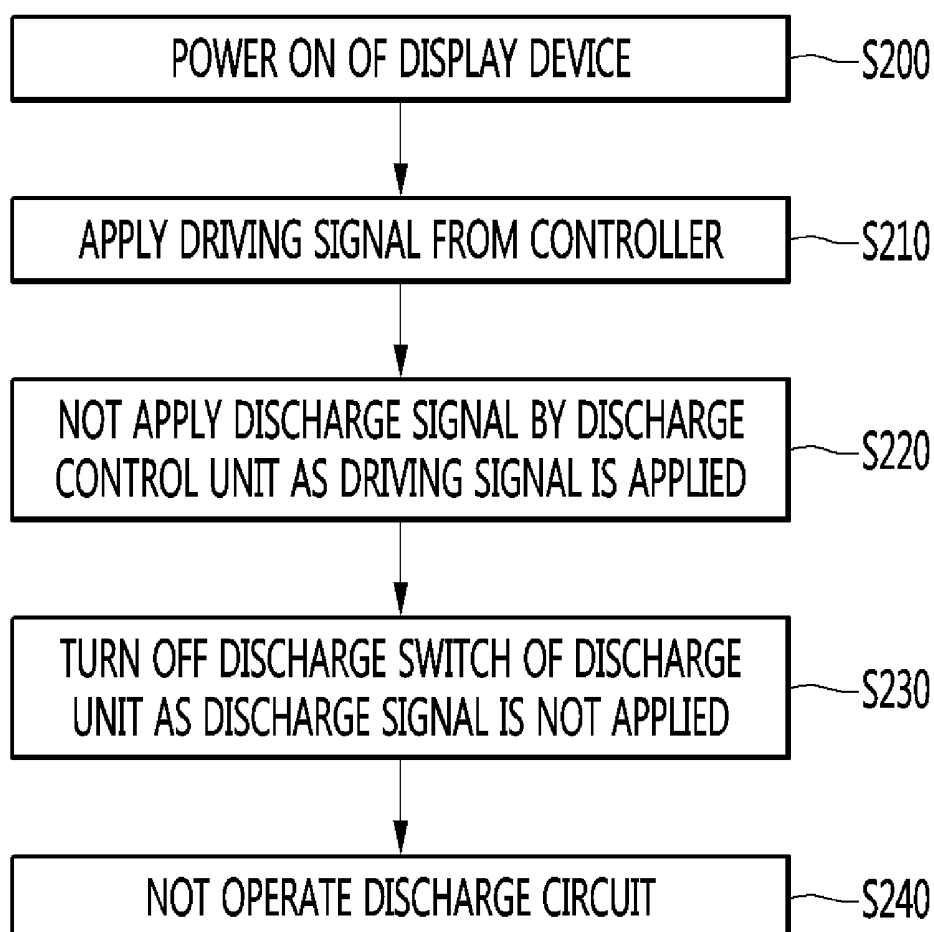 POWER ON OF DISPLAY DEVICE
S200
APPLY DRIVING SIGNAL FROM CONTROLLER
S210
NOT APPLY DISCHARGE SIGNAL BY DISCHARGE
CONTROL UNIT AS DRIVING SIGNAL IS APPLIED
S220
TURN OFF DISCHARGE SWITCH OF DISCHARGE
UNIT AS DISCHARGE SIGNAL IS NOT APPLIED
S230
NOT OPERATE DISCHARGE CIRCUIT
S240